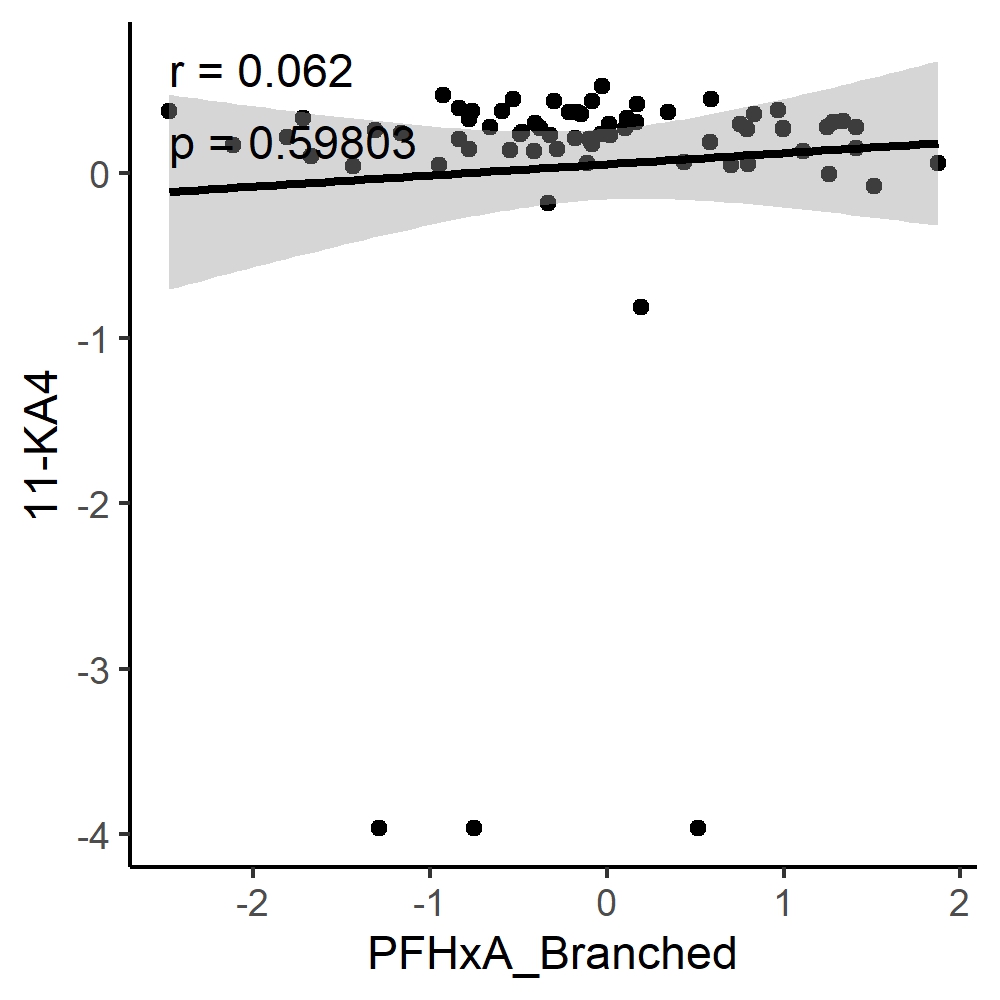 r = 0.062
p = 0.59803
0
-1
-2
-3
-4
11-KA4
-2 -1 0 1 2
PFHxA_Branched